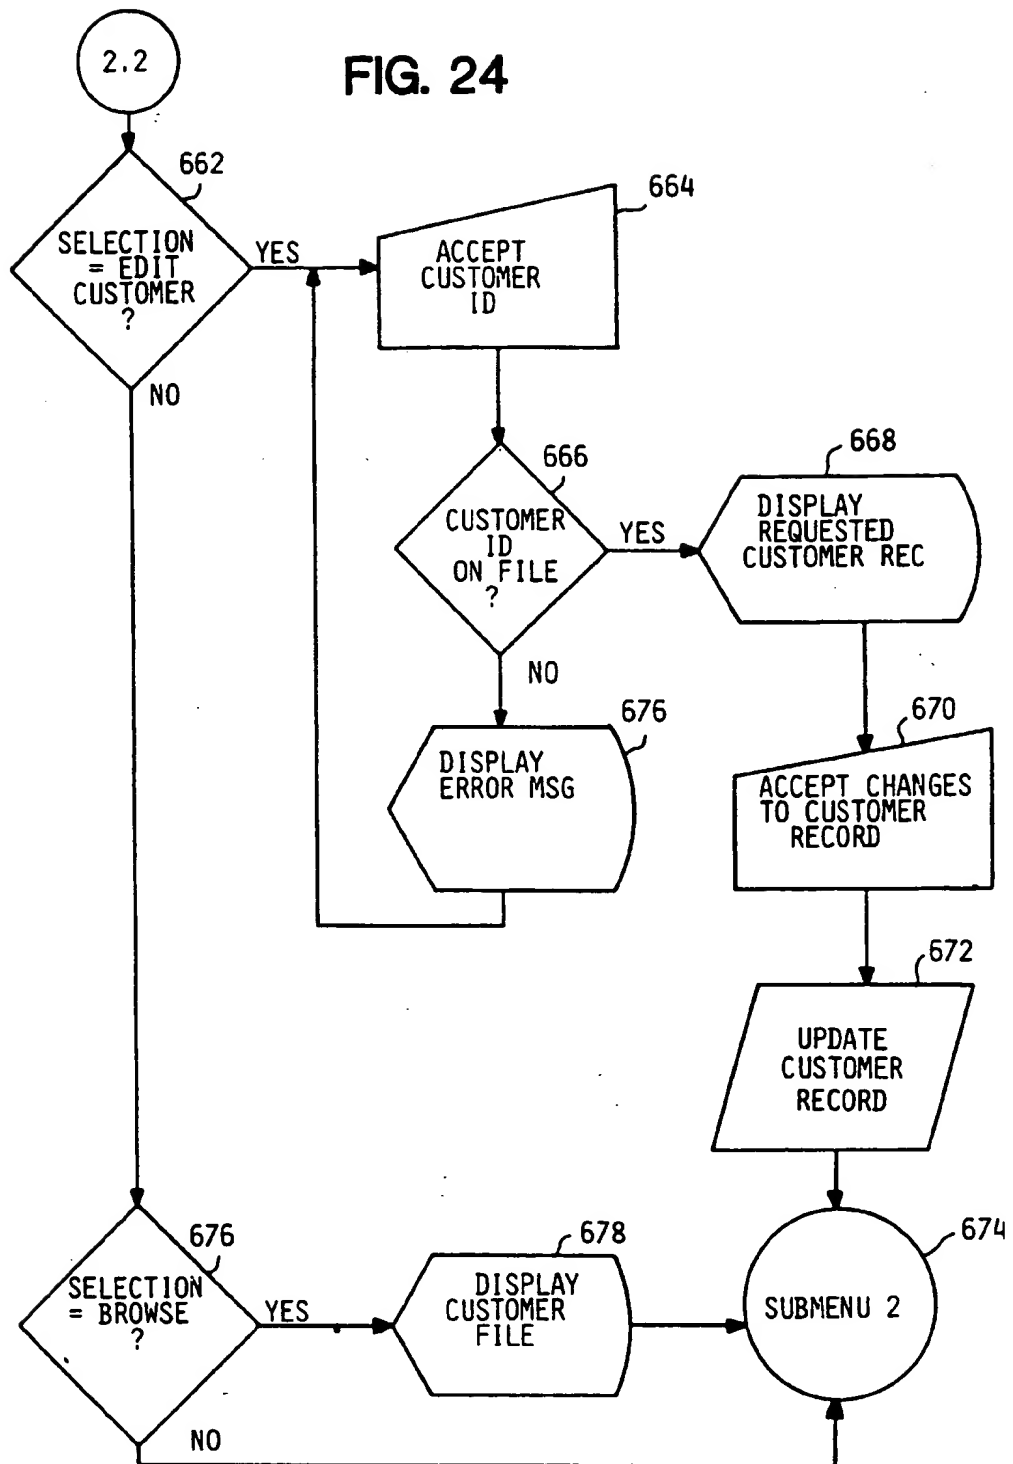 2.2
FIG. 24
662
SELECTION
= EDIT
CUSTOMER
?
YES
NO
664
ACCEPT
CUSTOMER
ID
666
CUSTOMER
ID
ON FILE
?
YES
NO
668
DISPLAY
REQUESTED
CUSTOMER REC
676
DISPLAY
ERROR MSG
670
ACCEPT CHANGES
TO CUSTOMER
RECORD
672
UPDATE
CUSTOMER
RECORD
676
SELECTION
= BROWSE
?
YES
NO
678
DISPLAY
CUSTOMER
FILE
674
SUBMENU 2